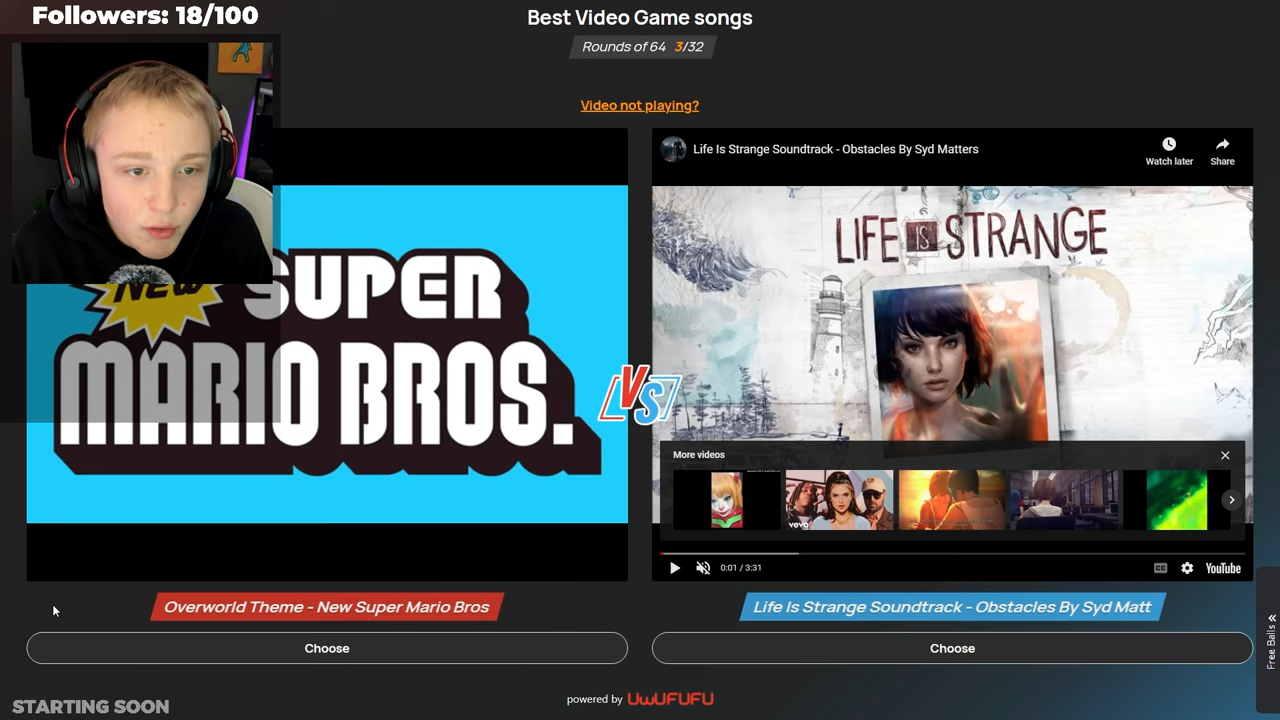 Followers: 18/100
Best Video Game songs
Rounds of 64 3/32
Video not playing?
NEW SUPER
MARIO BROS.
VS
Life Is Strange Soundtrack - Obstacles By Syd Matters
Watch later
Share
LIFE IS STRANGE
More videos
vevo
0:01 / 3:31
CC
YouTube
Overworld Theme - New Super Mario Bros
Life Is Strange Soundtrack - Obstacles By Syd Matt
Choose
Choose
Free Balls
powered by UwUFUFU
STARTING SOON